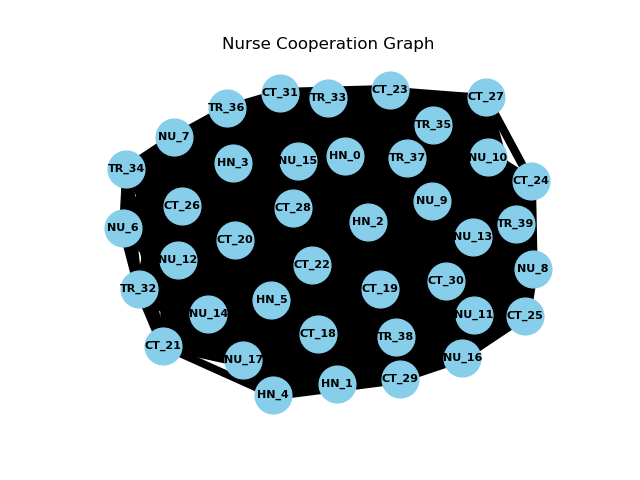 Nurse Cooperation Graph
CT_31
TR_33
CT_23
CT_27
TR_36
TR_35
NU_7
HN_3
NU_15
HN_0
TR_37
NU_10
TR_34
CT_24
CT_26
CT_28
HN_2
NU_9
TR_39
NU_6
CT_20
NU_13
NU_12
CT_22
NU_8
TR_32
CT_19
CT_30
HN_5
NU_14
NU_11
CT_25
CT_21
CT_18
TR_38
NU_17
NU_16
HN_4
HN_1
CT_29